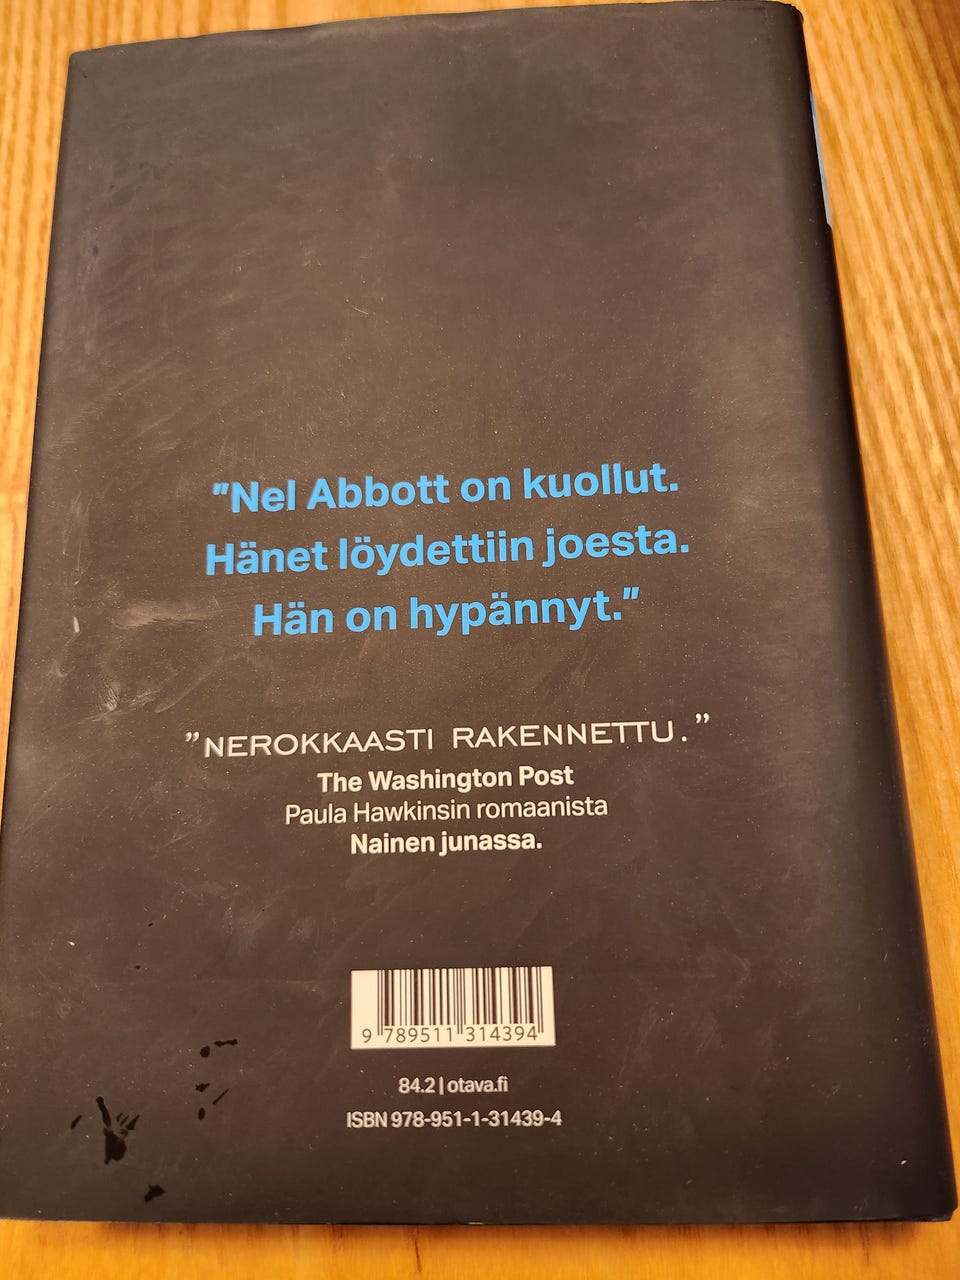 "Nel Abbott on kuollut.
Hänet löydettiin joesta.
Hän on hypännyt."
"NEROKKAASTI RAKENNETTU."
The Washington Post
Paula Hawkinsin romaanista
Nainen junassa.
9 789511 314394
84.2 | otava.fi
ISBN 978-951-1-31439-4